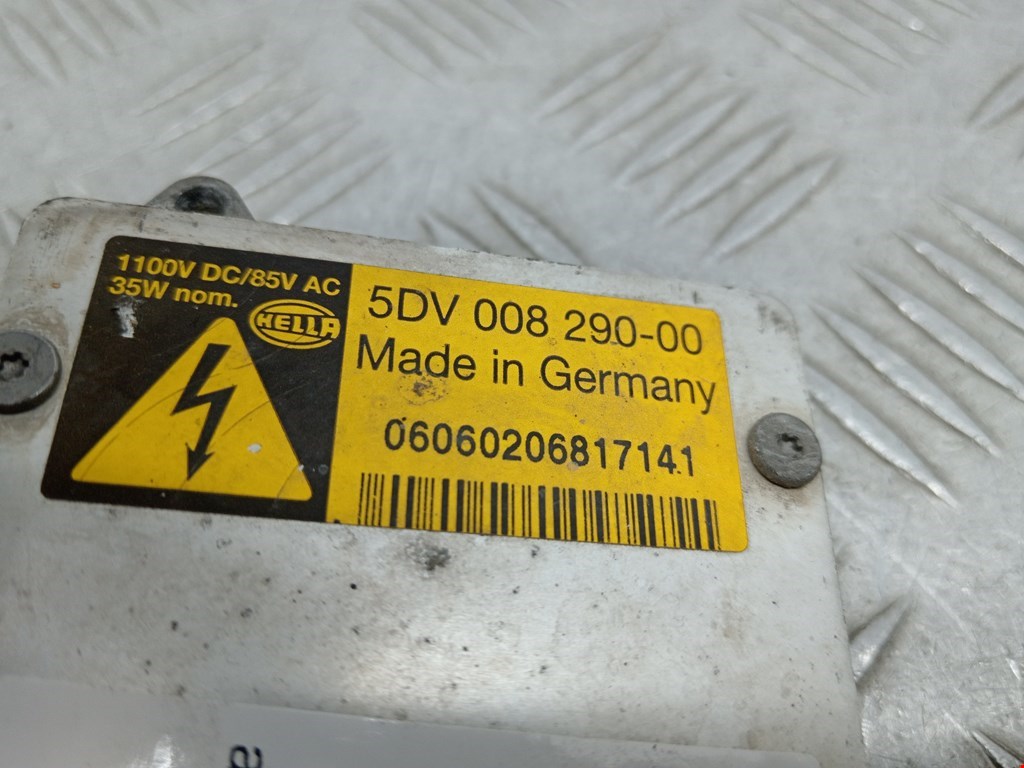 1100V DC/85V AC
35W nom.
HELLA
5DV 008 290-00
Made in Germany
06060206817141